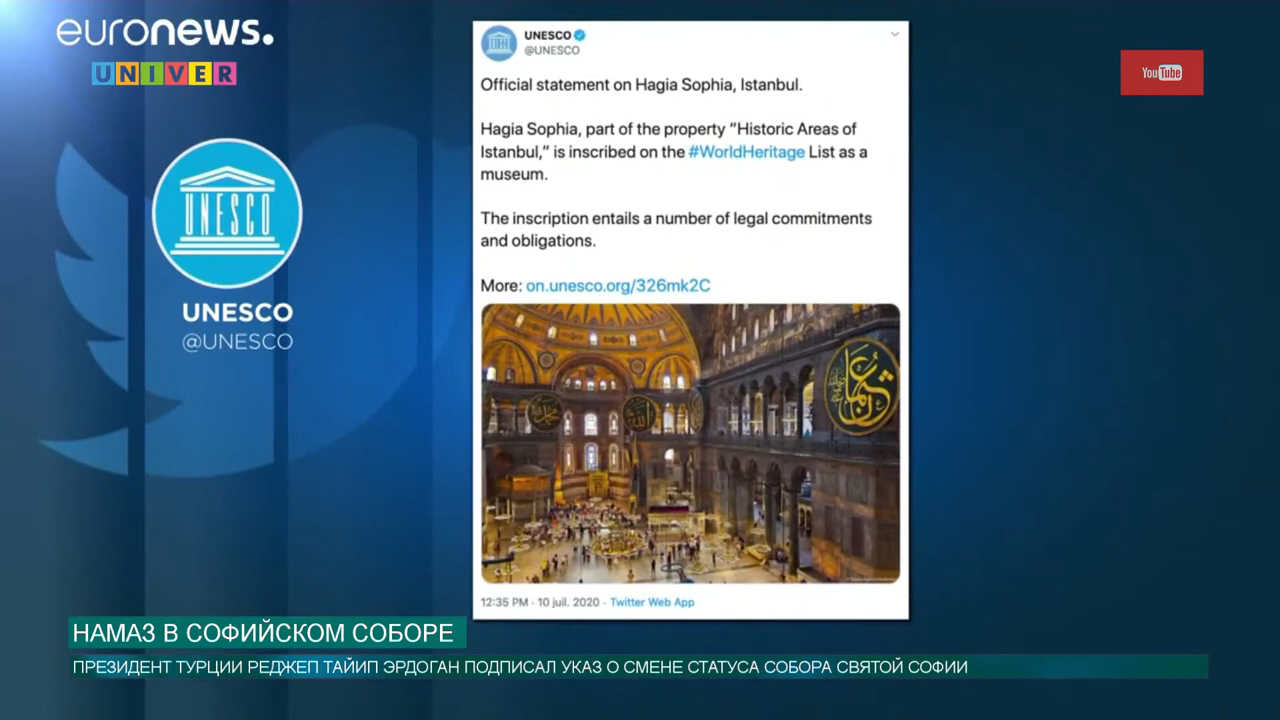 euronews.
UNIVER
YouTube
UNESCO
UNESCO
@UNESCO
UNESCO
@UNESCO
Official statement on Hagia Sophia, Istanbul.
Hagia Sophia, part of the property “Historic Areas of
Istanbul,” is inscribed on the #WorldHeritage List as a
museum.
The inscription entails a number of legal commitments
and obligations.
More: on.unesco.org/326mk2C
12:35 PM · 10 juil. 2020 · Twitter Web App
НАМАЗ В СОФИЙСКОМ СОБОРЕ
ПРЕЗИДЕНТ ТУРЦИИ РЕДЖЕП ТАЙИП ЭРДОГАН ПОДПИСАЛ УКАЗ О СМЕНЕ СТАТУСА СОБОРА СВЯТОЙ СОФИИ